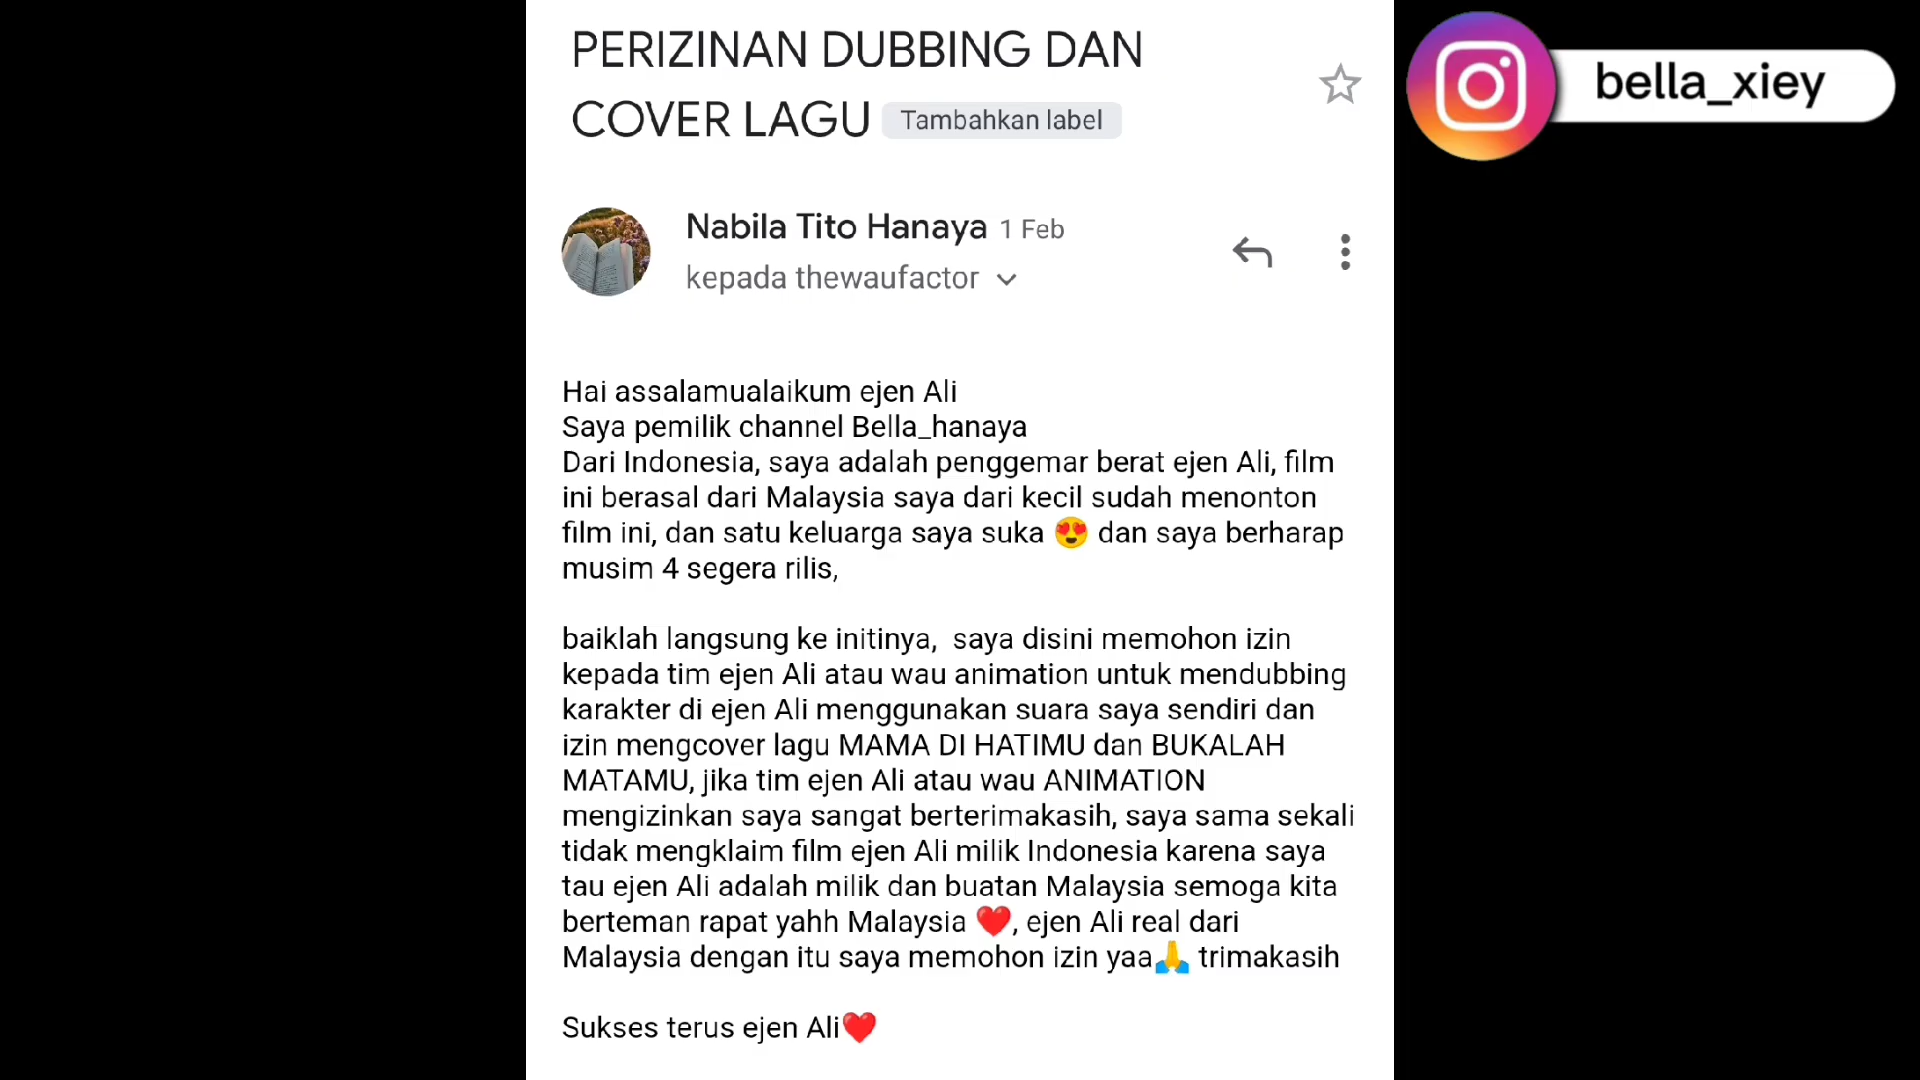 PERIZINAN DUBBING DAN
COVER LAGU Tambahkan label
bella_xiey
Nabila Tito Hanaya 1 Feb
kepada thewaufactor
Hai assalamualaikum ejen Ali
Saya pemilik channel Bella_hanaya
Dari Indonesia, saya adalah penggemar berat ejen Ali, film
ini berasal dari Malaysia saya dari kecil sudah menonton
film ini, dan satu keluarga saya suka 😍 dan saya berharap
musim 4 segera rilis,
baiklah langsung ke initinya,  saya disini memohon izin
kepada tim ejen Ali atau wau animation untuk mendubbing
karakter di ejen Ali menggunakan suara saya sendiri dan
izin mengcover lagu MAMA DI HATIMU dan BUKALAH
MATAMU, jika tim ejen Ali atau wau ANIMATION
mengizinkan saya sangat berterimakasih, saya sama sekali
tidak mengklaim film ejen Ali milik Indonesia karena saya
tau ejen Ali adalah milik dan buatan Malaysia semoga kita
berteman rapat yahh Malaysia ❤️, ejen Ali real dari
Malaysia dengan itu saya memohon izin yaa🙏 trimakasih
Sukses terus ejen Ali❤️